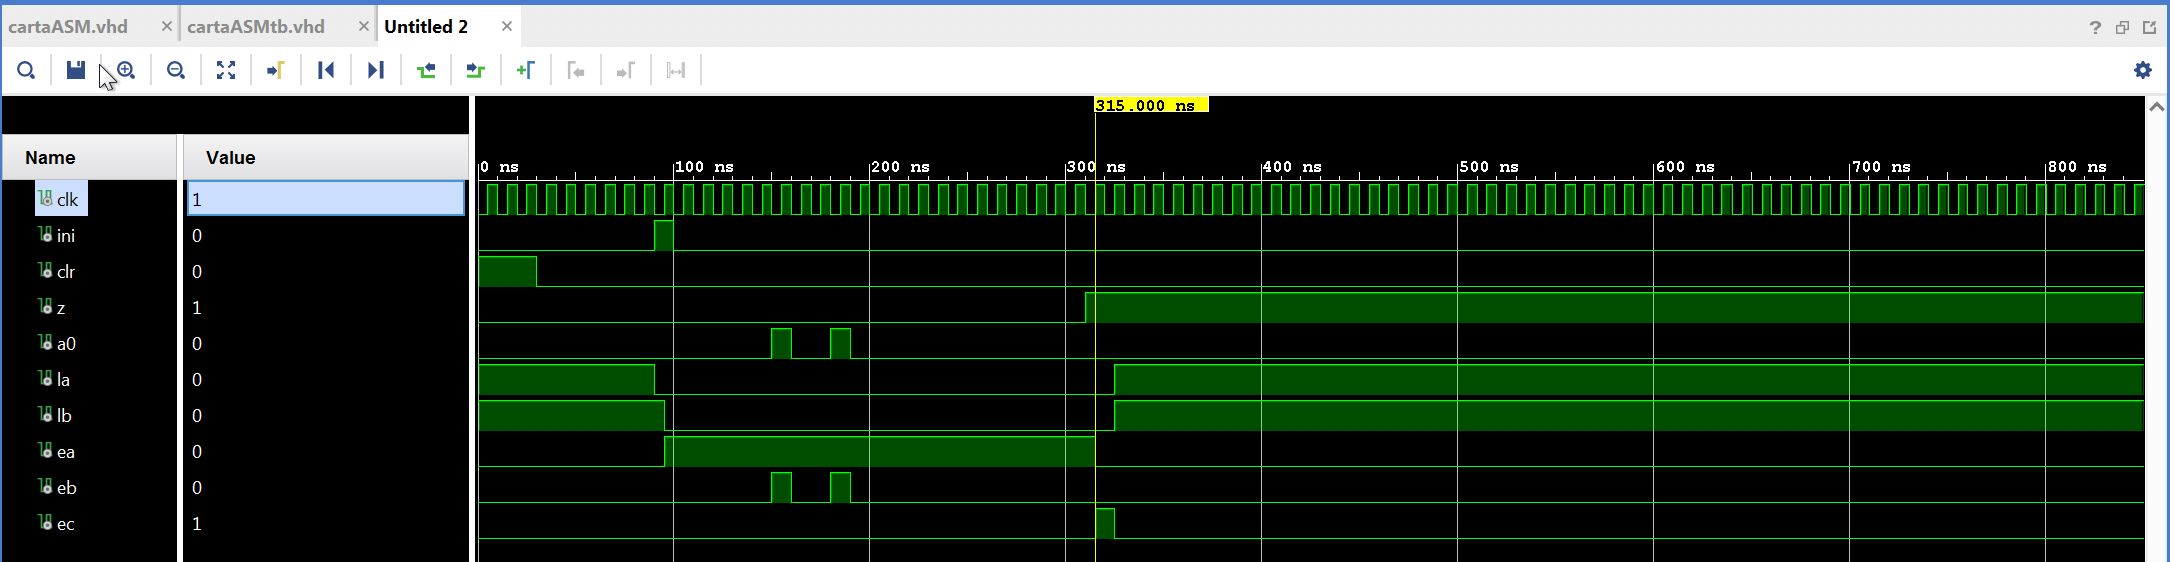 cartaASM.vhd cartaASMtb.vhd Untitled 2
315.000 ns
Name Value
0 ns 100 ns 200 ns 300 ns 400 ns 500 ns 600 ns 700 ns 800 ns
clk 1
ini 0
clr 0
z 1
a0 0
la 0
lb 0
ea 0
eb 0
ec 1